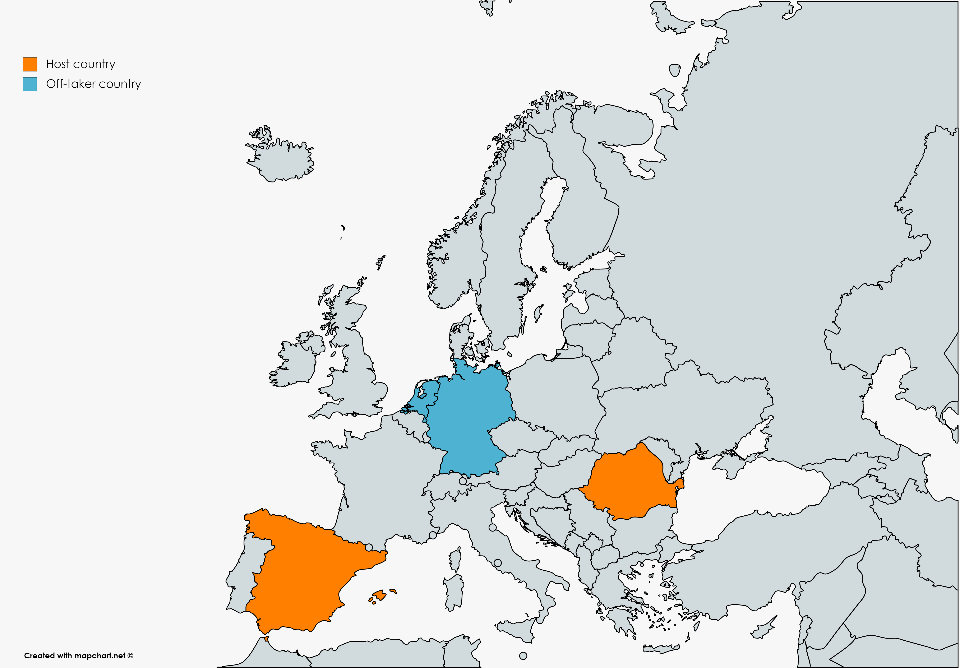 Host country
Off-taker country
Created with mapchart.net ©